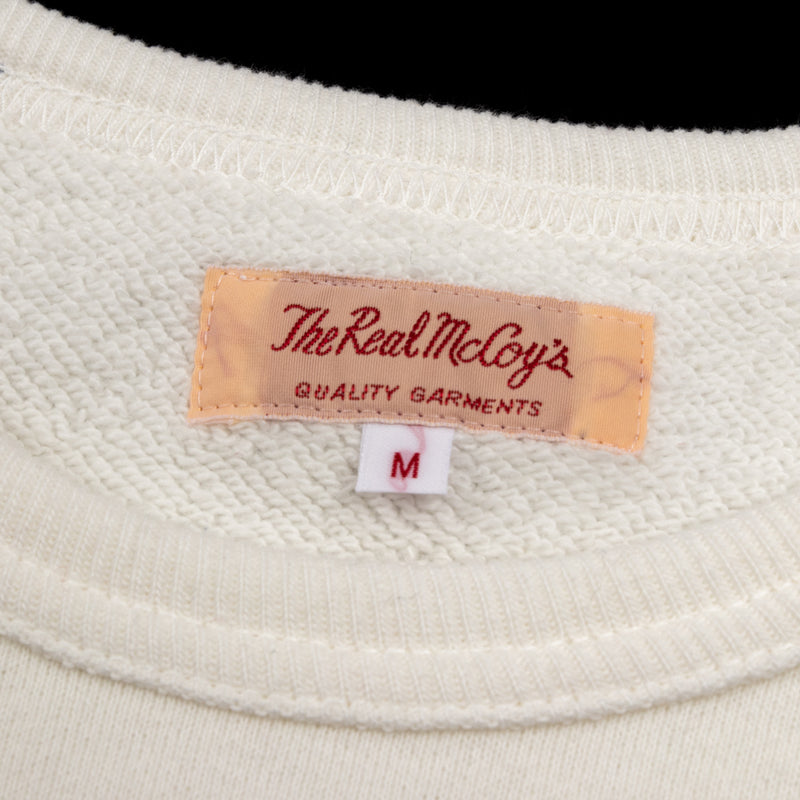 The Real McCoy's
QUALITY GARMENTS
M